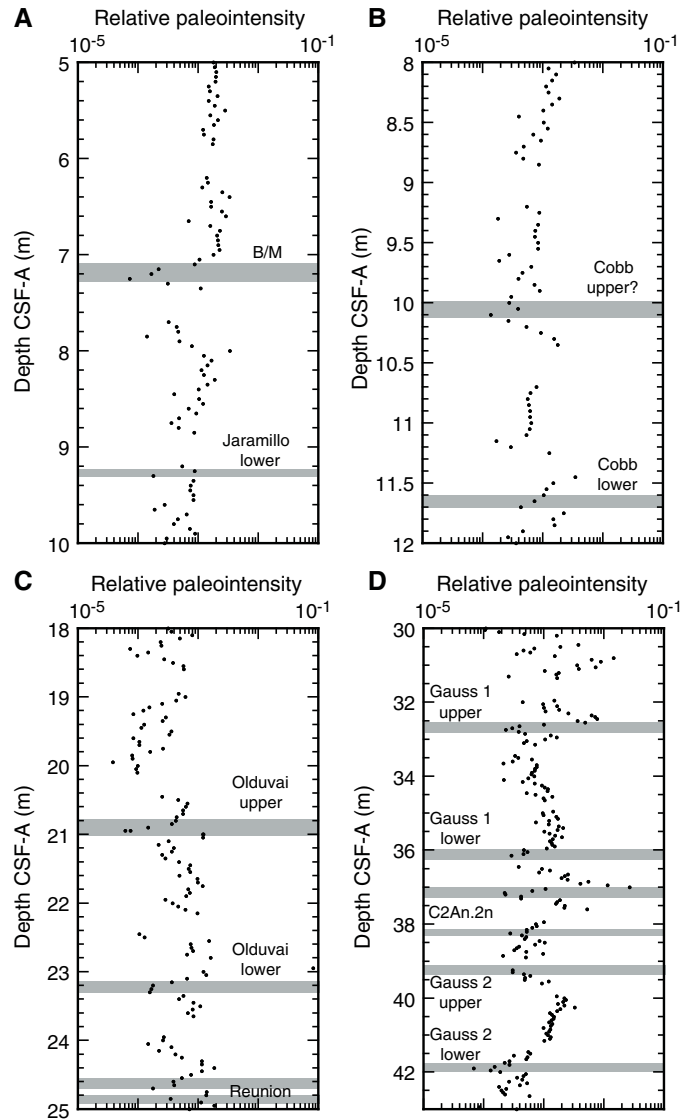 A Relative paleointensity
10-5 10-1
5
6
7
8
9
10
Depth CSF-A (m)
B/M
Jaramillo
lower
B Relative paleointensity
10-5 10-1
8
8.5
9
9.5
10
10.5
11
11.5
12
Depth CSF-A (m)
Cobb
upper?
Cobb
lower
C Relative paleointensity
10-5 10-1
18
19
20
21
22
23
24
25
Depth CSF-A (m)
Olduvai
upper
Olduvai
lower
Reunion
D Relative paleointensity
10-5 10-1
30
32
34
36
38
40
42
Depth CSF-A (m)
Gauss 1
upper
Gauss 1
lower
C2An.2n
Gauss 2
upper
Gauss 2
lower